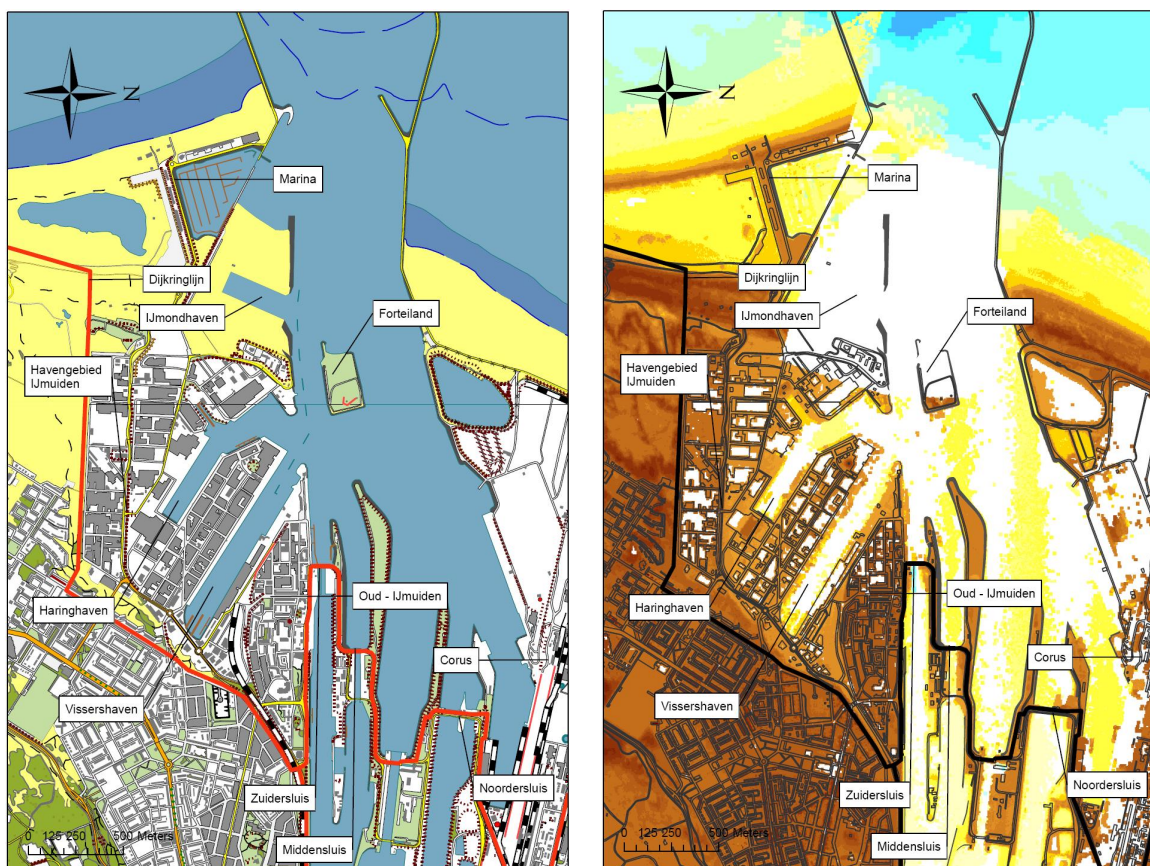 N
Marina
Dijkringlijn
IJmondhaven
Forteiland
Havengebied
IJmuiden
Haringhaven
Oud - IJmuiden
Corus
Vissershaven
Zuidersluis
Noordersluis
Middensluis
0 125 250 500 Meters
N
Marina
Dijkringlijn
IJmondhaven
Forteiland
Havengebied
IJmuiden
Haringhaven
Oud - IJmuiden
Corus
Vissershaven
Zuidersluis
Noordersluis
Middensluis
0 125 250 500 Meters